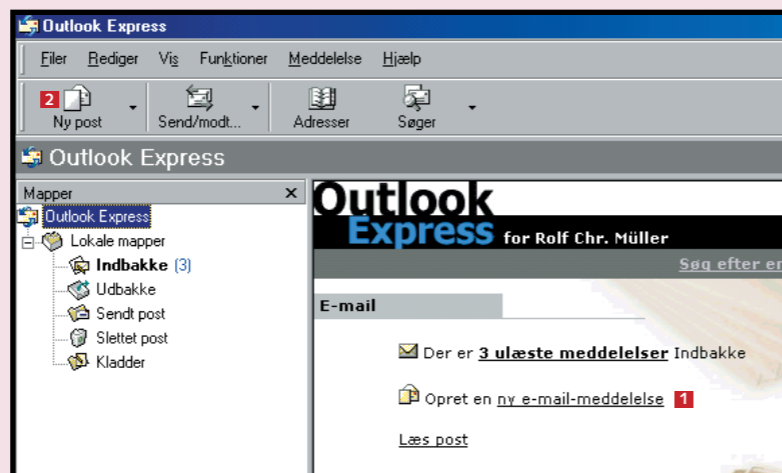 Outlook Express
Filer Rediger Vis Funktioner Meddelelse Hjælp
2
Ny post Send/modt... Adresser Søger
Outlook Express
Mapper x
Outlook Express
Lokale mapper
Indbakke (3)
Udbakke
Sendt post
Slettet post
Kladder
Outlook
Express for Rolf Chr. Müller
Søg efter
E-mail
Der er 3 ulæste meddelelser Indbakke
Opret en ny e-mail-meddelelse 1
Læs post